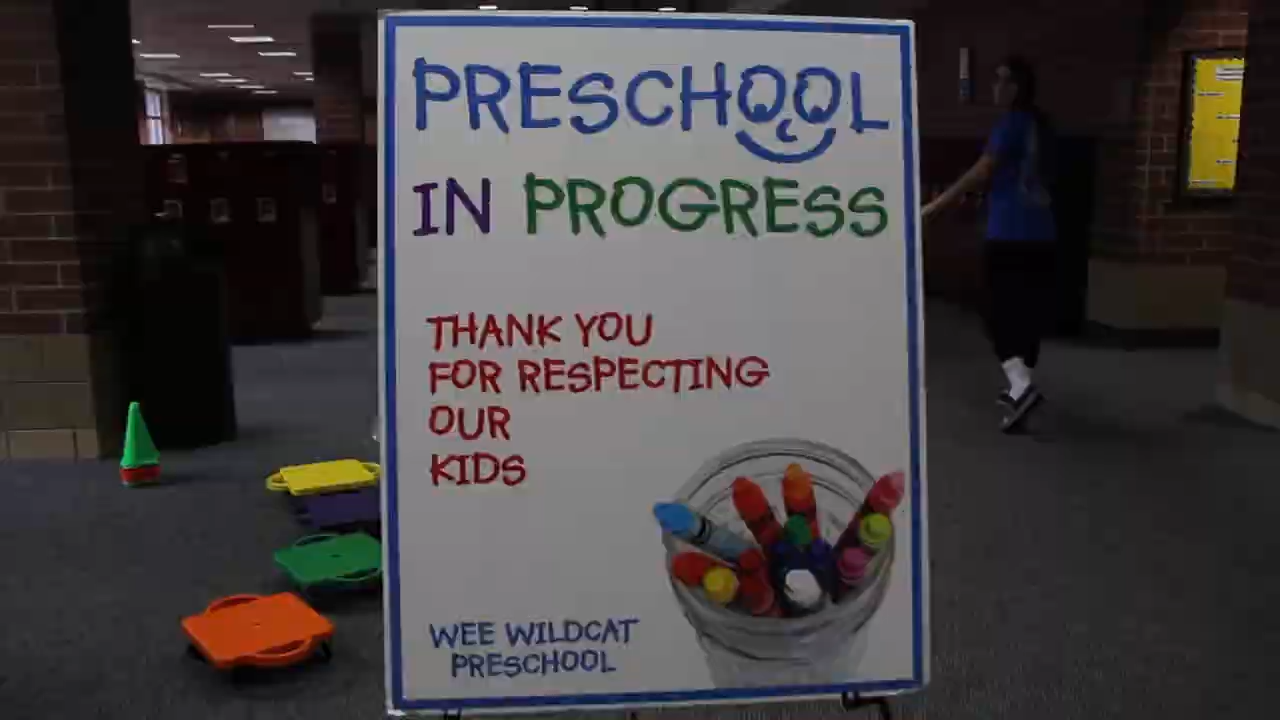 PRESCHOOL
IN PROGRESS
THANK YOU
FOR RESPECTING
OUR
KIDS
WEE WILDCAT
PRESCHOOL